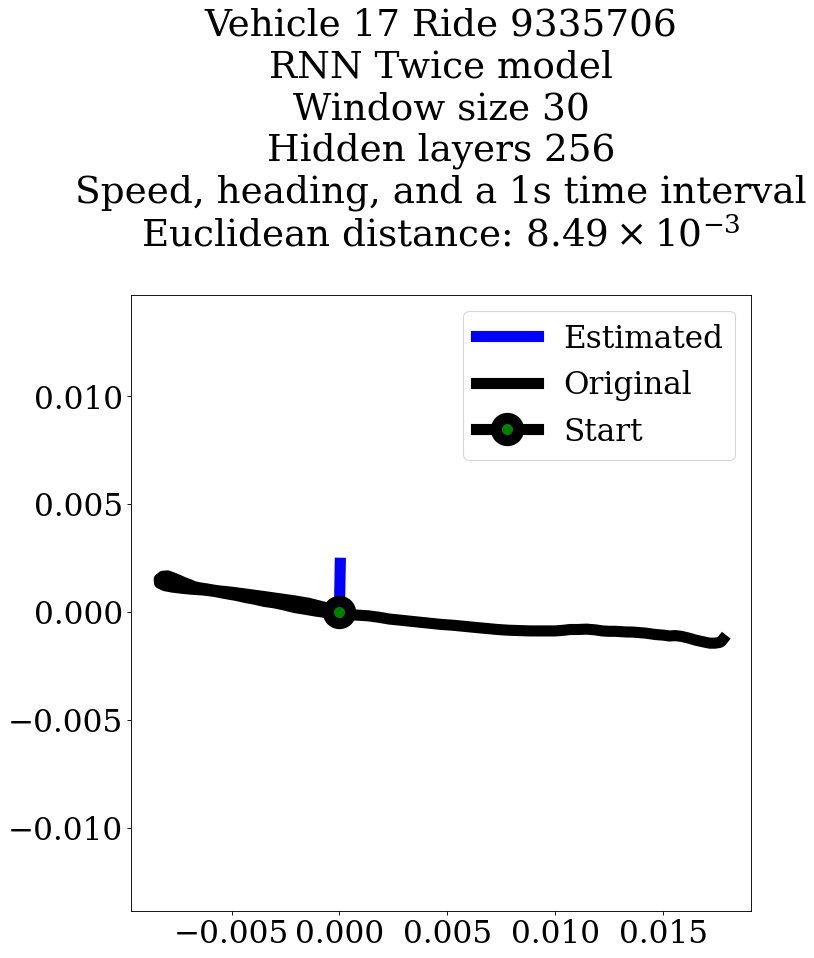 Vehicle 17 Ride 9335706
RNN Twice model
Window size 30
Hidden layers 256
Speed, heading, and a 1s time interval
Euclidean distance: 8.49 × 10⁻³
Estimated
Original
Start
0.010
0.005
0.000
−0.005
−0.010
−0.005 0.000 0.005 0.010 0.015